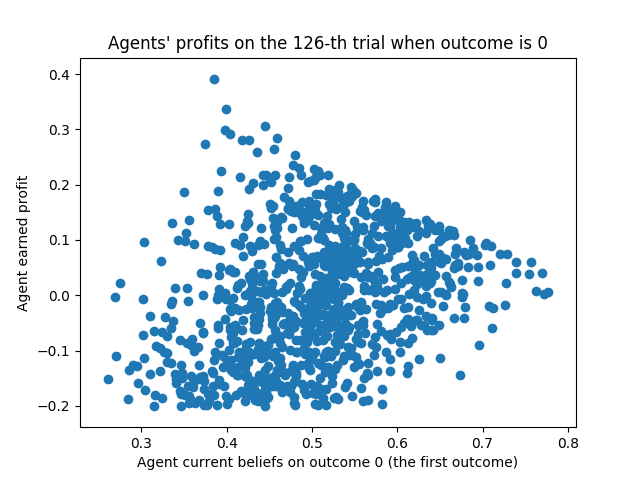 Agents' profits on the 126-th trial when outcome is 0
0.4
0.3
0.2
0.1
0.0
−0.1
−0.2
Agent earned profit
0.3 0.4 0.5 0.6 0.7 0.8
Agent current beliefs on outcome 0 (the first outcome)